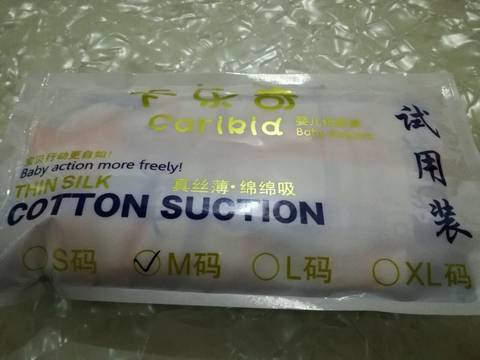 卡乐奇
Caribid
婴儿纸尿裤
Baby diapers
试用装
宝贝行动更自如!
Baby action more freely!
THIN SILK
真丝薄·绵绵吸
COTTON SUCTION
S码
M码
L码
XL码